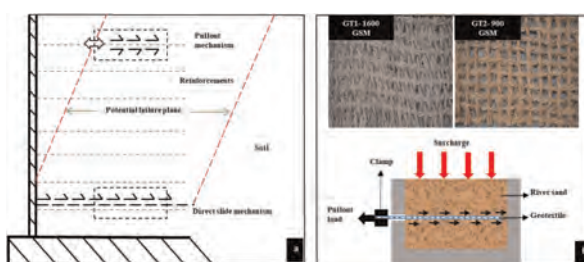 Pullout
mechanism
Reinforcements
Potential failure plane
Soil
Direct slide mechanism
a
GT1- 1600
GSM
GT2- 900
GSM
Surcharge
Clamp
River sand
Pullout
load
Geotextile